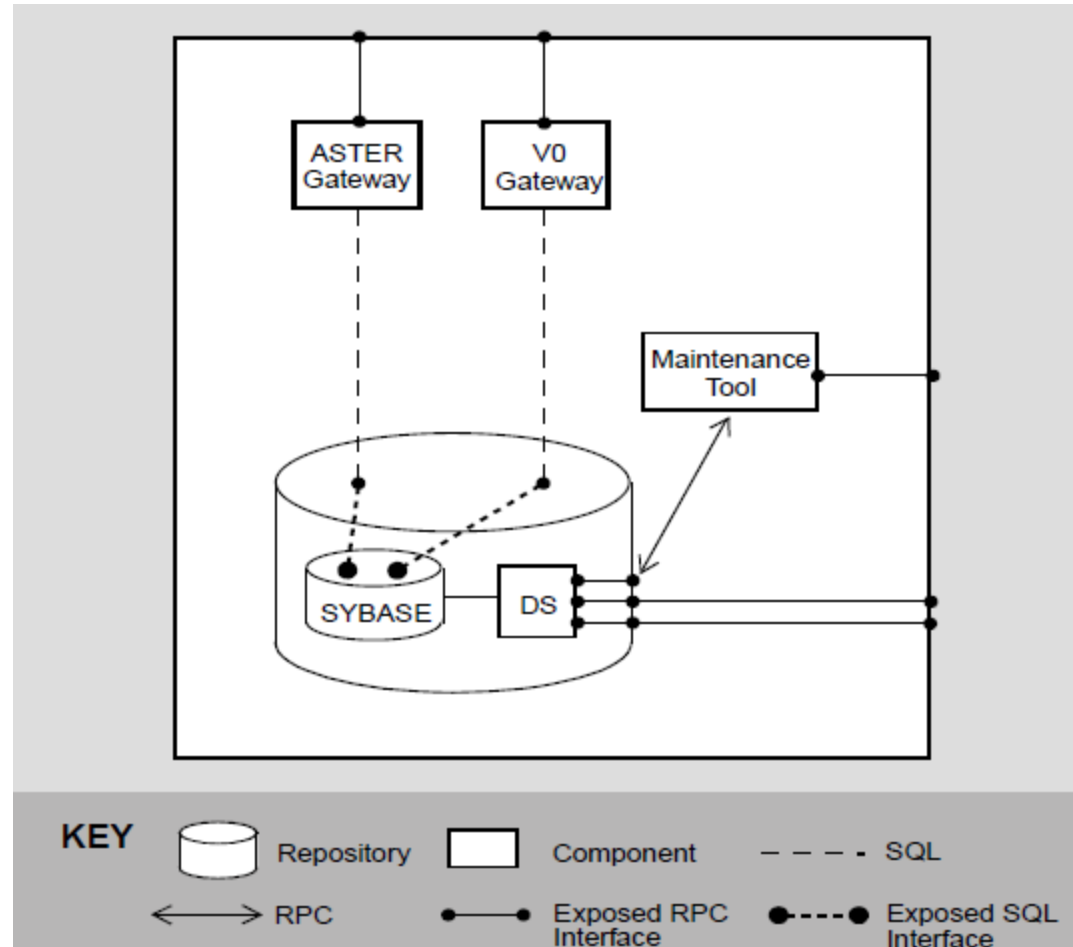 ASTER
Gateway
V0
Gateway
Maintenance
Tool
SYBASE
DS
KEY
Repository
Component
SQL
RPC
Exposed RPC
Interface
Exposed SQL
Interface